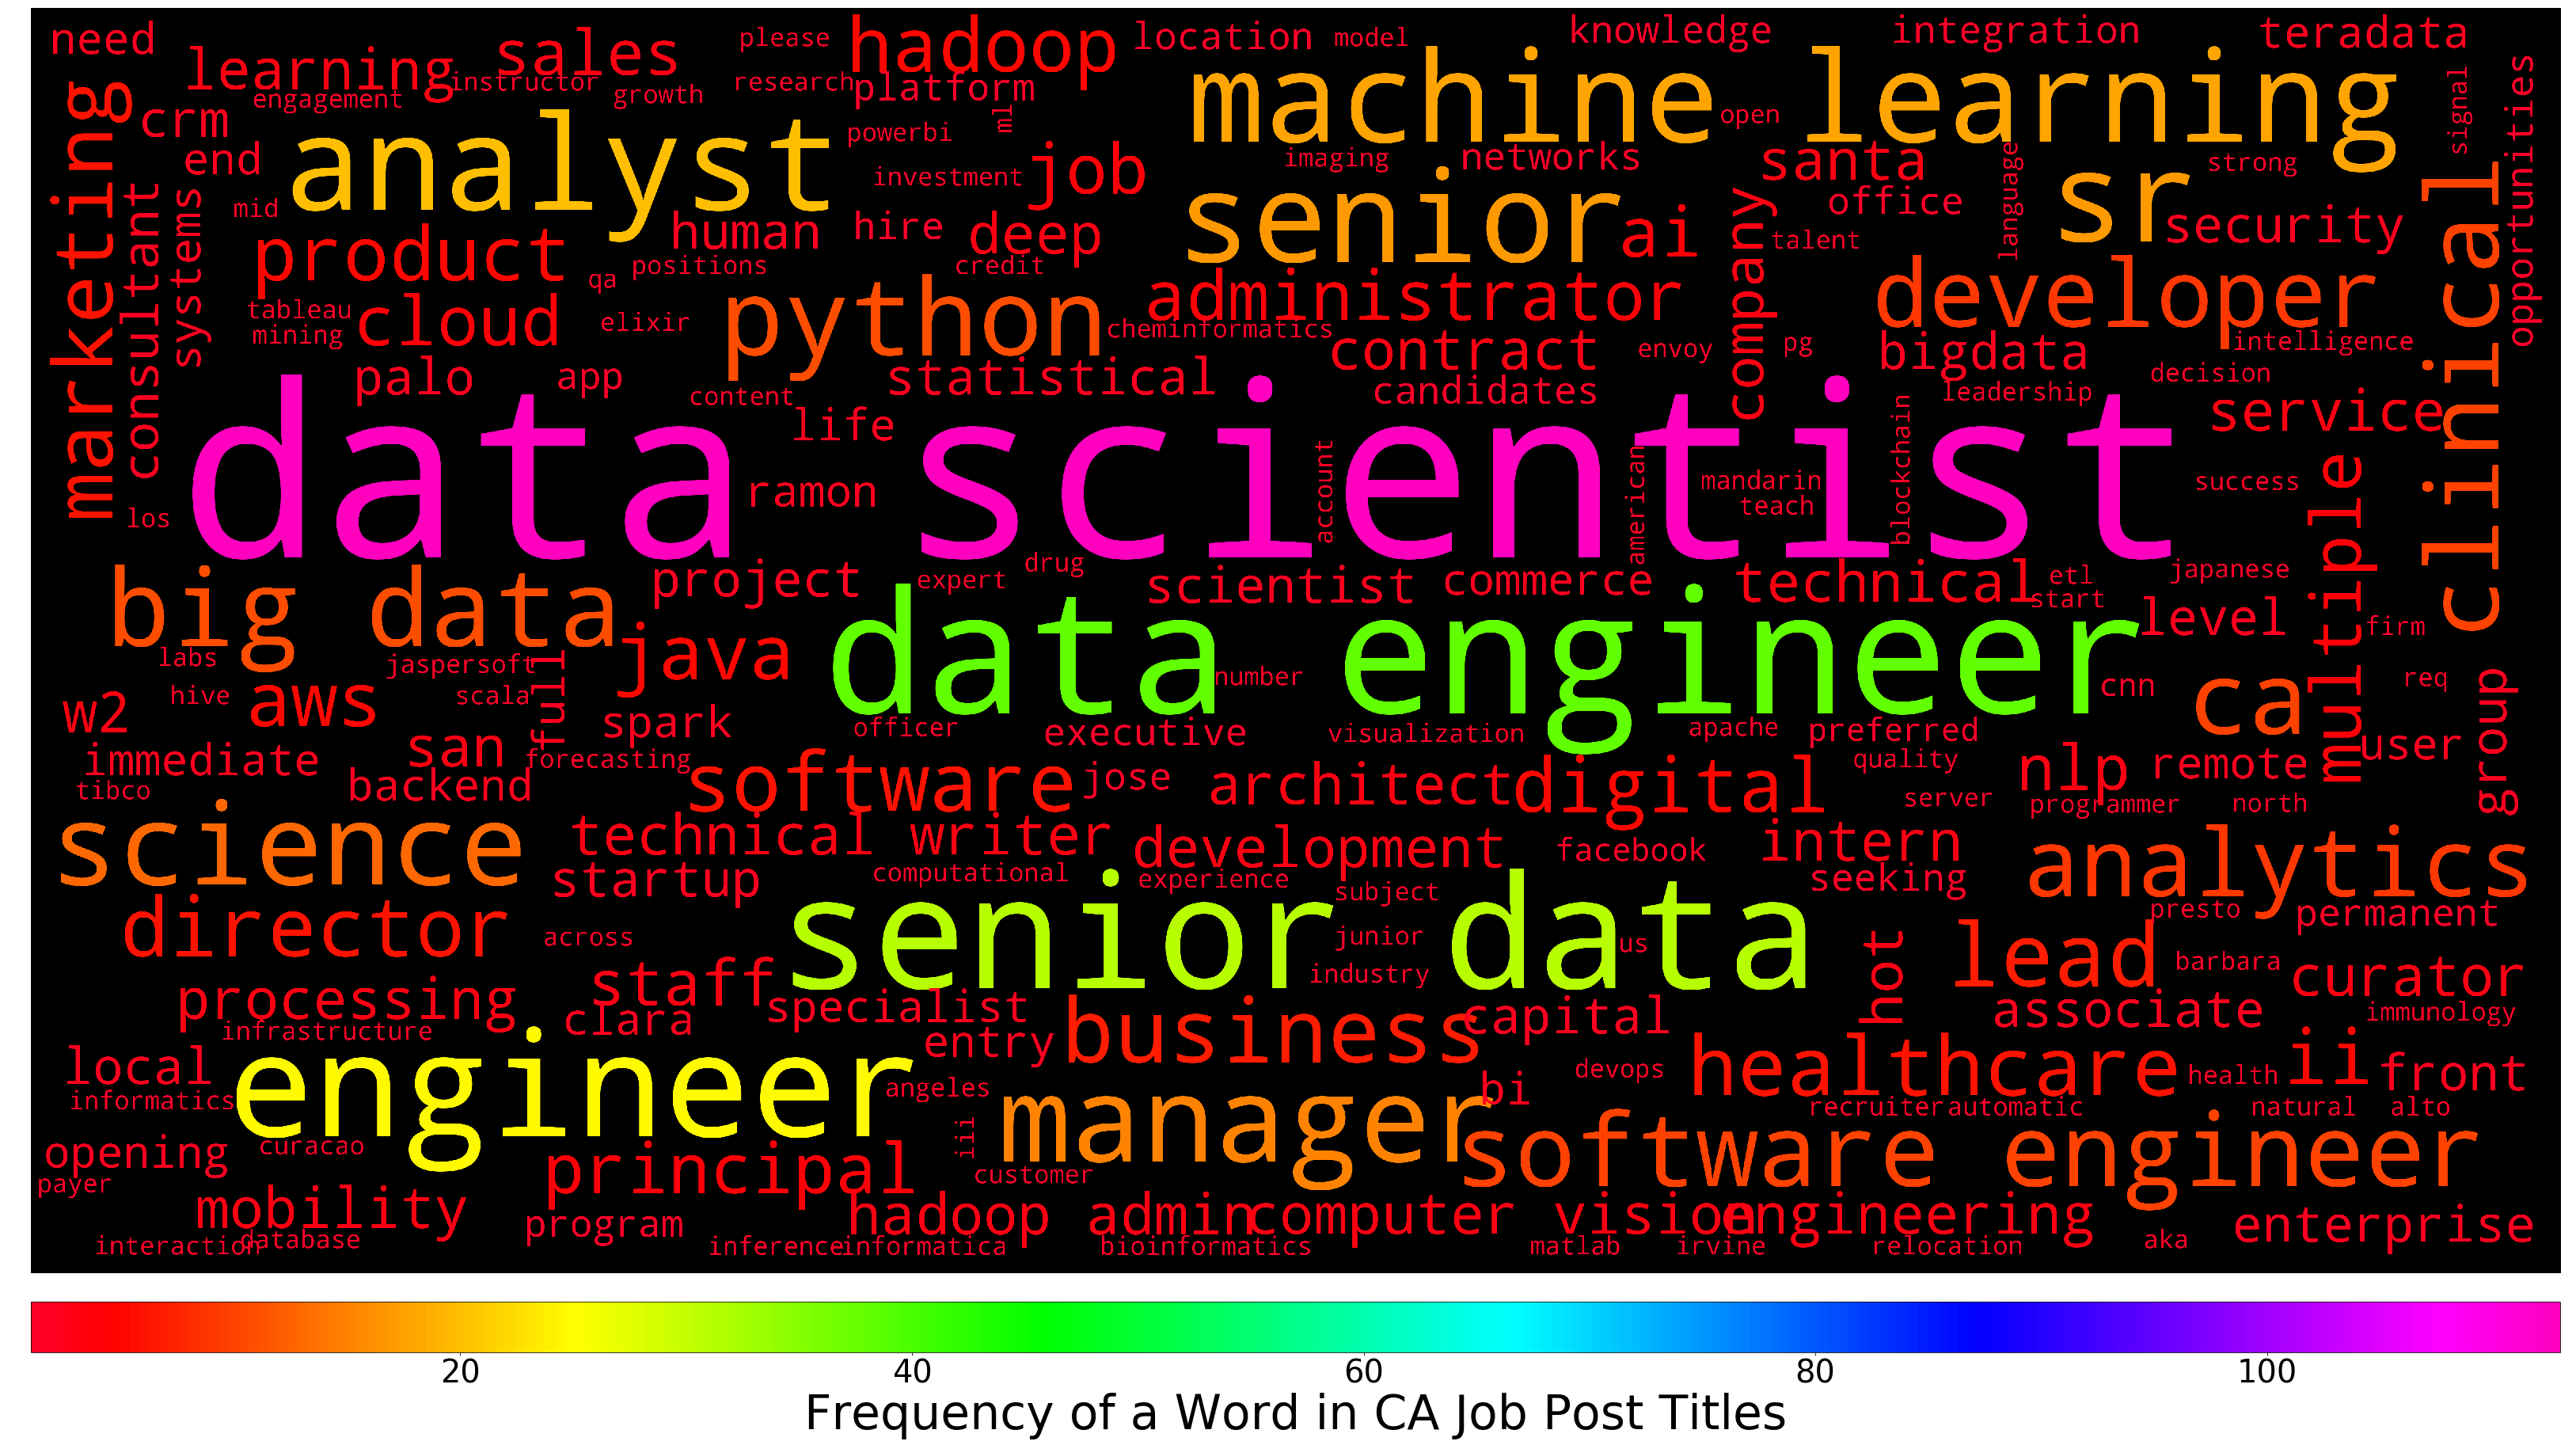 need
learning
sales
please
hadoop
location
model
knowledge
integration
teradata
instructor
research
platform
engagement
growth
machine learning
marketing
crm
analyst
powerbi
ml
open
signal
opportunities
end
investment
job
imaging
networks
santa
language
strong
senior
sr
clinical
consultant
systems
mid
human
hire
deep
ai
company
office
talent
security
product
qa
positions
credit
administrator
developer
tableau
mining
cloud
elixir
python
cheminformatics
contract
envoy
pg
bigdata
intelligence
palo
app
content
statistical
candidates
leadership
decision
life
service
data scientist
ramon
account
american
mandarin
teach
blockchain
success
multiple
los
big data
project
expert
drug
scientist
commerce
technical
etl
start
japanese
level
firm
labs
jaspersoft
java
data engineer
number
cnn
ca
req
group
w2
hive
aws
scala
full
spark
officer
executive
visualization
apache
preferred
user
immediate
san
forecasting
quality
nlp
remote
tibco
backend
software
jose
architect
digital
server
programmer
north
science
technical writer
development
facebook
intern
analytics
startup
computational
experience
subject
seeking
presto
permanent
director
across
senior data
junior
us
hot
lead
barbara
curator
processing
staff
industry
specialist
capital
associate
immunology
infrastructure
clara
entry
business
healthcare
ii
local
engineer
angeles
bi
devops
health
front
informatics
manager
recruiter
automatic
natural
alto
opening
curacao
iii
software engineer
payer
principal
customer
mobility
program
hadoop admin
computer vision
engineering
enterprise
interaction
database
inference
informatica
bioinformatics
matlab
irvine
relocation
aka
20 40 60 80 100
Frequency of a Word in CA Job Post Titles